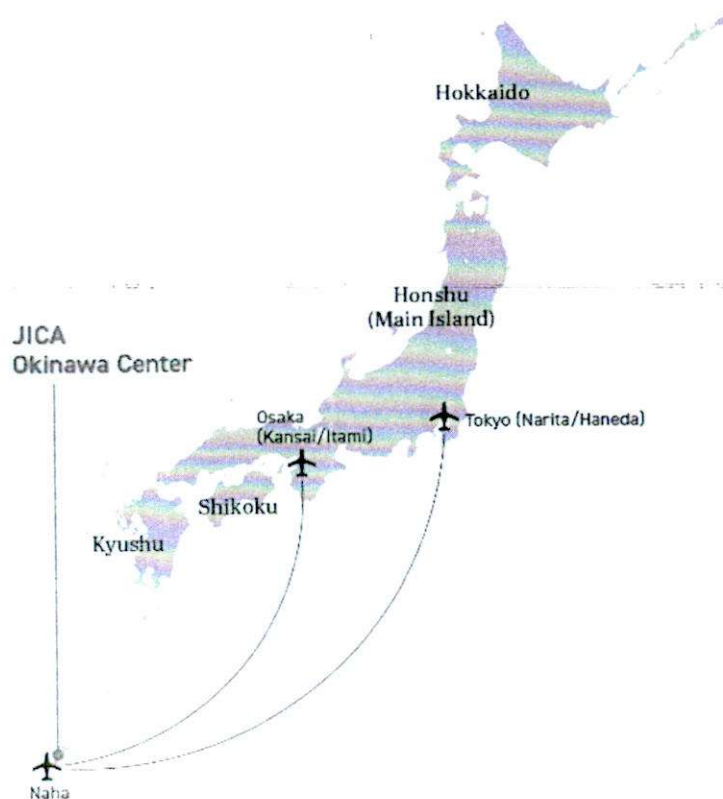 Hokkaido
Honshu
(Main Island)
JICA
Okinawa Center
Osaka
(Kansai/Itami)
Tokyo (Narita/Haneda)
Shikoku
Kyushu
Naha